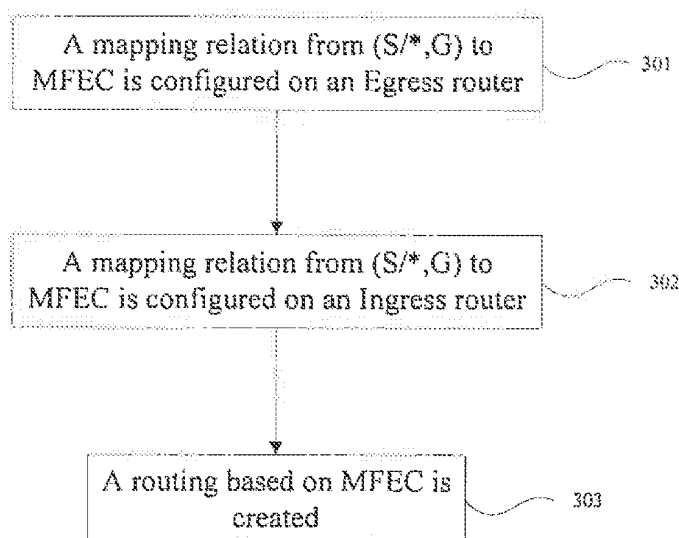 A mapping relation from (S/*,G) to
MFEC is configured on an Egress router
301
A mapping relation from (S/*,G) to
MFEC is configured on an Ingress router
302
A routing based on MFEC is
created
303